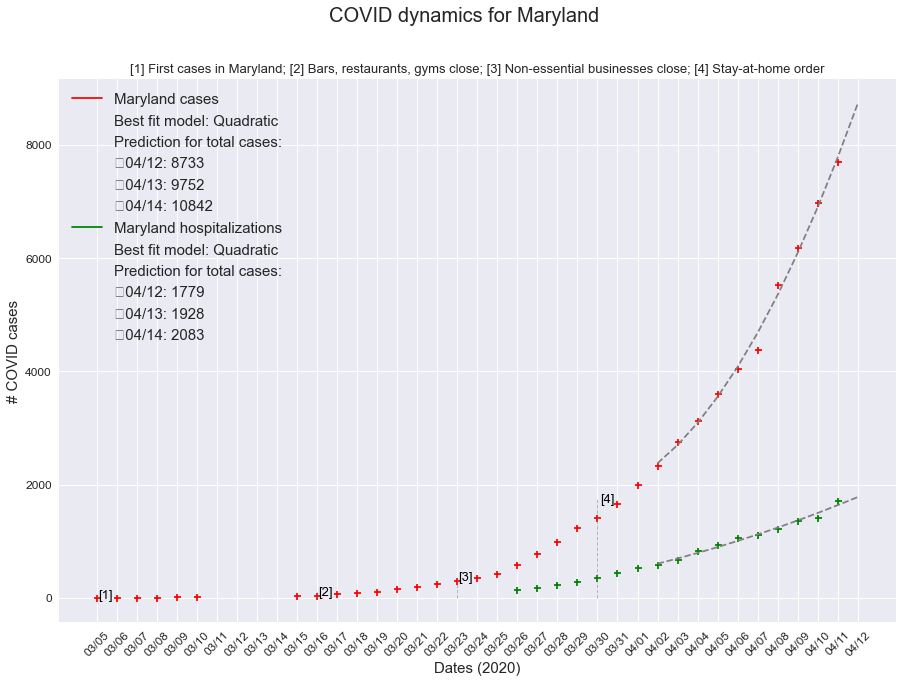 COVID dynamics for Maryland
[1] First cases in Maryland; [2] Bars, restaurants, gyms close; [3] Non-essential businesses close; [4] Stay-at-home order
Maryland cases
Best fit model: Quadratic
Prediction for total cases:
04/12: 8733
04/13: 9752
04/14: 10842
Maryland hospitalizations
Best fit model: Quadratic
Prediction for total cases:
04/12: 1779
04/13: 1928
04/14: 2083
# COVID cases
8000
6000
4000
2000
0
[1]
[2]
[3]
[4]
03/05 03/06 03/07 03/08 03/09 03/10 03/11 03/12 03/13 03/14 03/15 03/16 03/17 03/18 03/19 03/20 03/21 03/22 03/23 03/24 03/25 03/26 03/27 03/28 03/29 03/30 03/31 04/01 04/02 04/03 04/04 04/05 04/06 04/07 04/08 04/09 04/10 04/11 04/12
Dates (2020)